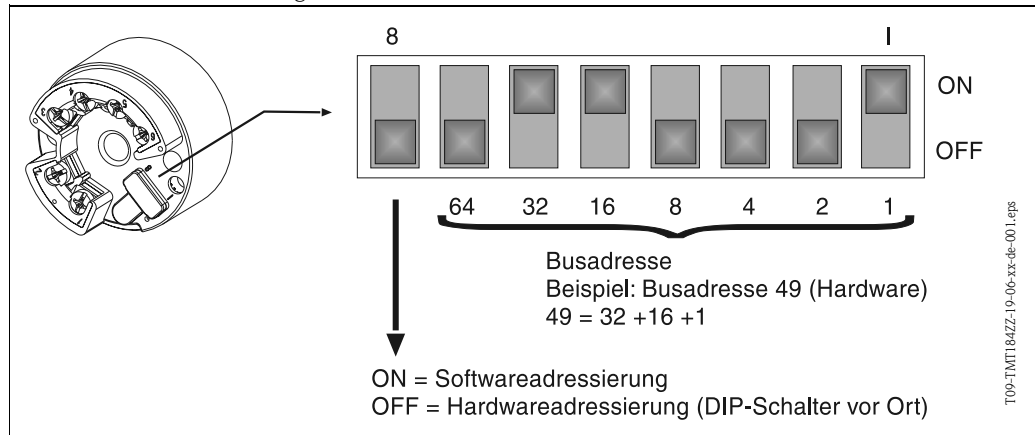 8 I
ON
OFF
64 32 16 8 4 2 1
Busadresse
Beispiel: Busadresse 49 (Hardware)
49 = 32 +16 +1
ON = Softwareadressierung
OFF = Hardwareadressierung (DIP-Schalter vor Ort)
T09-TMT184ZZ-19-06-xx-de-001.eps